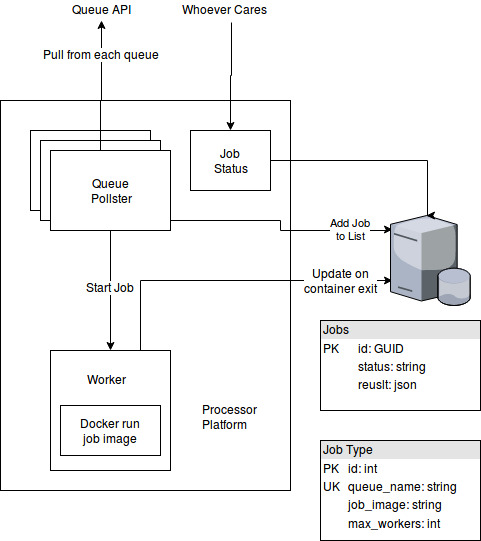 Queue API
Whoever Cares
Pull from each queue
Job
Status
Queue
Pollster
Add Job
to List
Start Job
Update on
container exit
Worker
Docker run
job image
Processor
Platform
Jobs
PK id: GUID
status: string
reuslt: json
Job Type
PK id: int
UK queue_name: string
job_image: string
max_workers: int